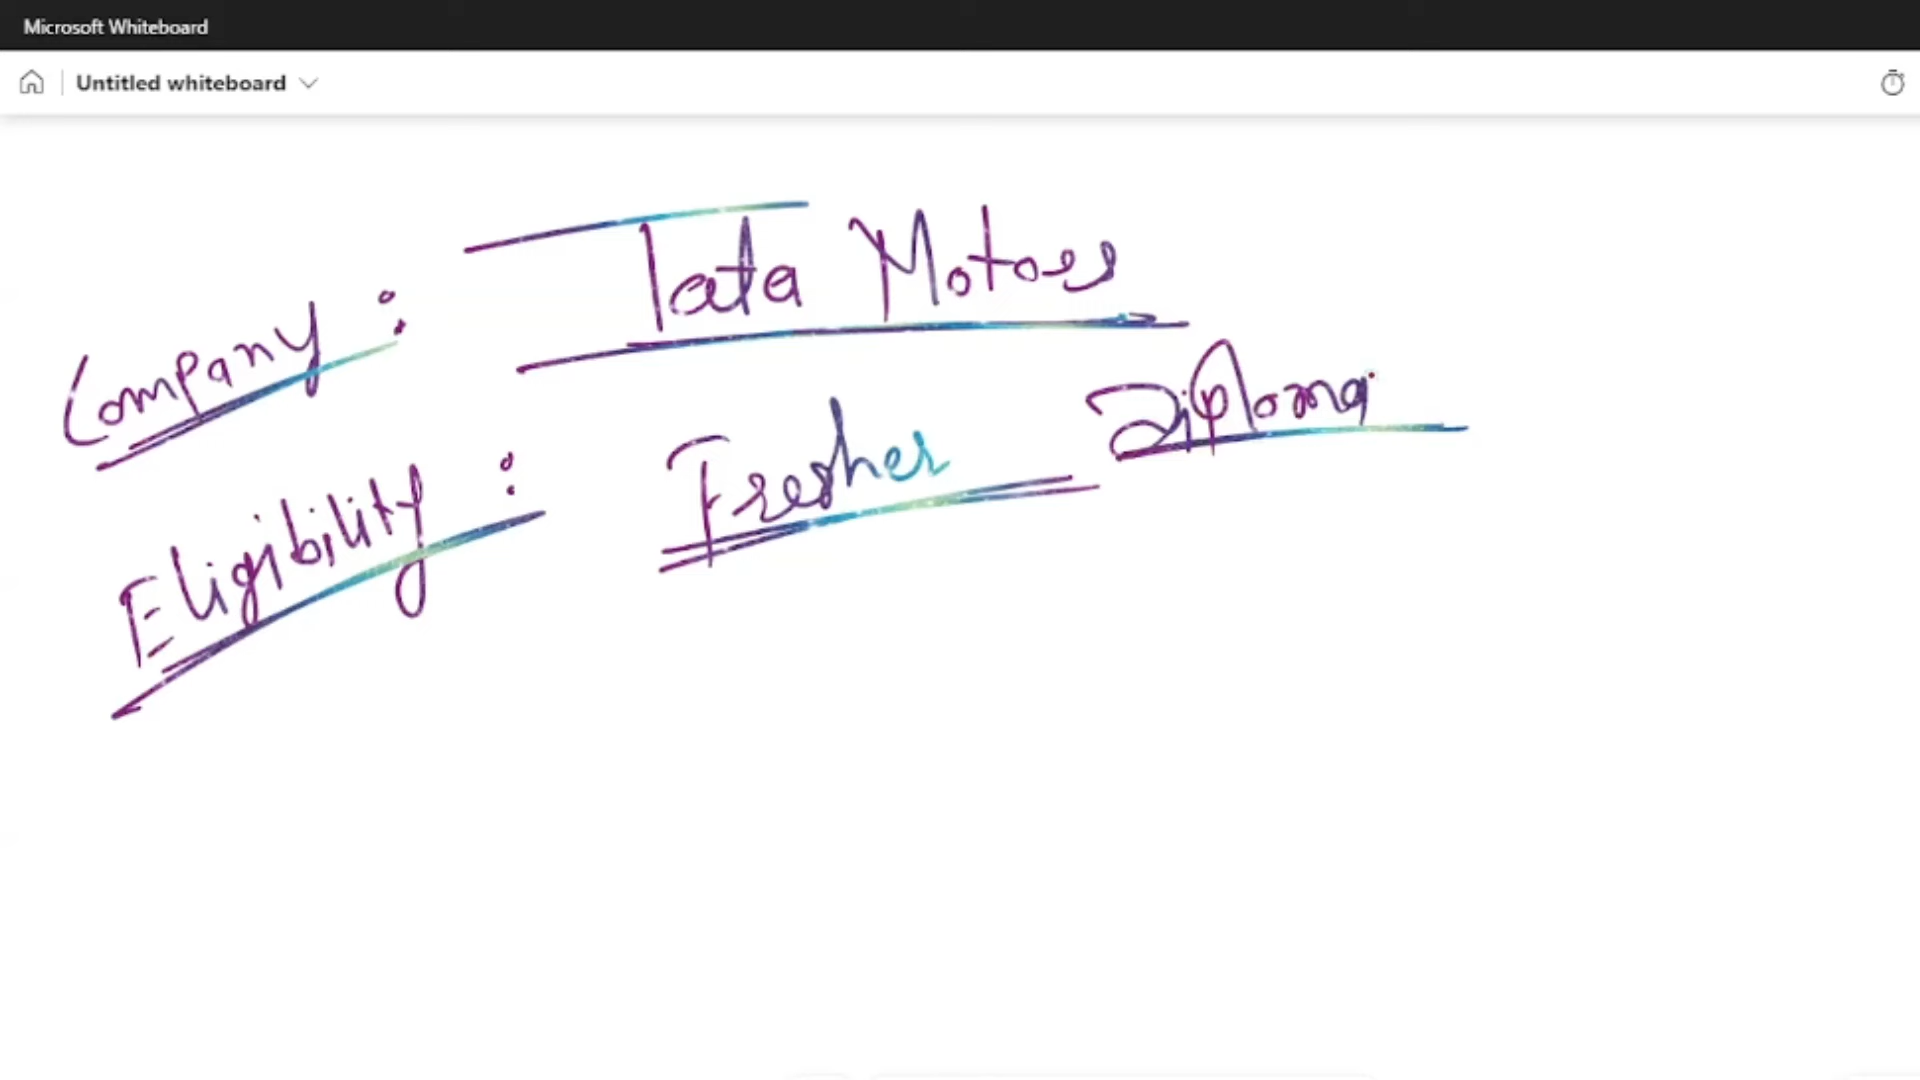 Microsoft Whiteboard
Untitled whiteboard
Company : Tata Motors
Eligibility : Fresher Diploma